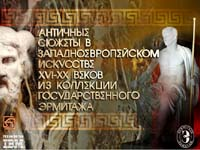 АНТИЧНЫЕ
СЮЖЕТЫ В
ЗАПАДНОЕВРОПЕЙСКОМ
ИСКУССТВЕ
XVI-XX ВЕКОВ
ИЗ КОЛЛЕКЦИИ
ГОСУДАРСТВЕННОГО
ЭРМИТАЖА
IBM